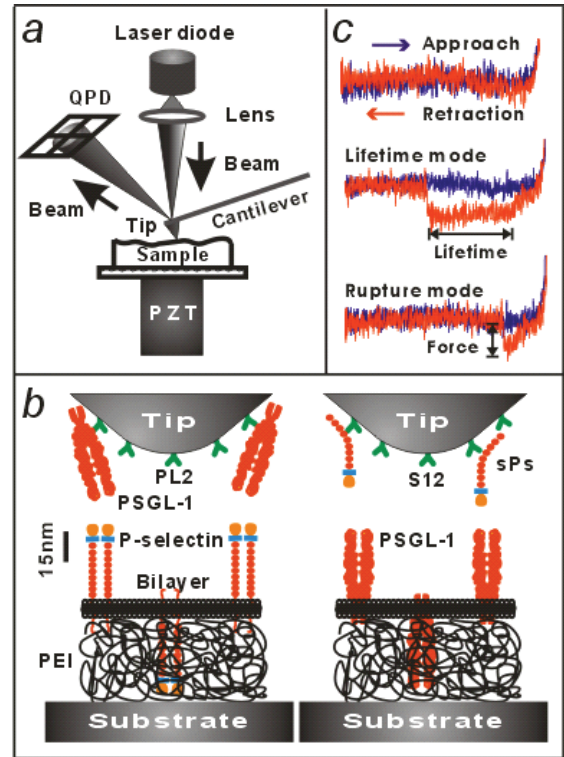 a
Laser diode
QPD
Lens
Beam
Beam
Tip
Cantilever
Sample
PZT
c
Approach
Retraction
Lifetime mode
Lifetime
Rupture mode
Force
b
Tip
PL2
PSGL-1
P-selectin
15nm
Bilayer
PEI
Substrate
Tip
S12
sPs
PSGL-1
Substrate